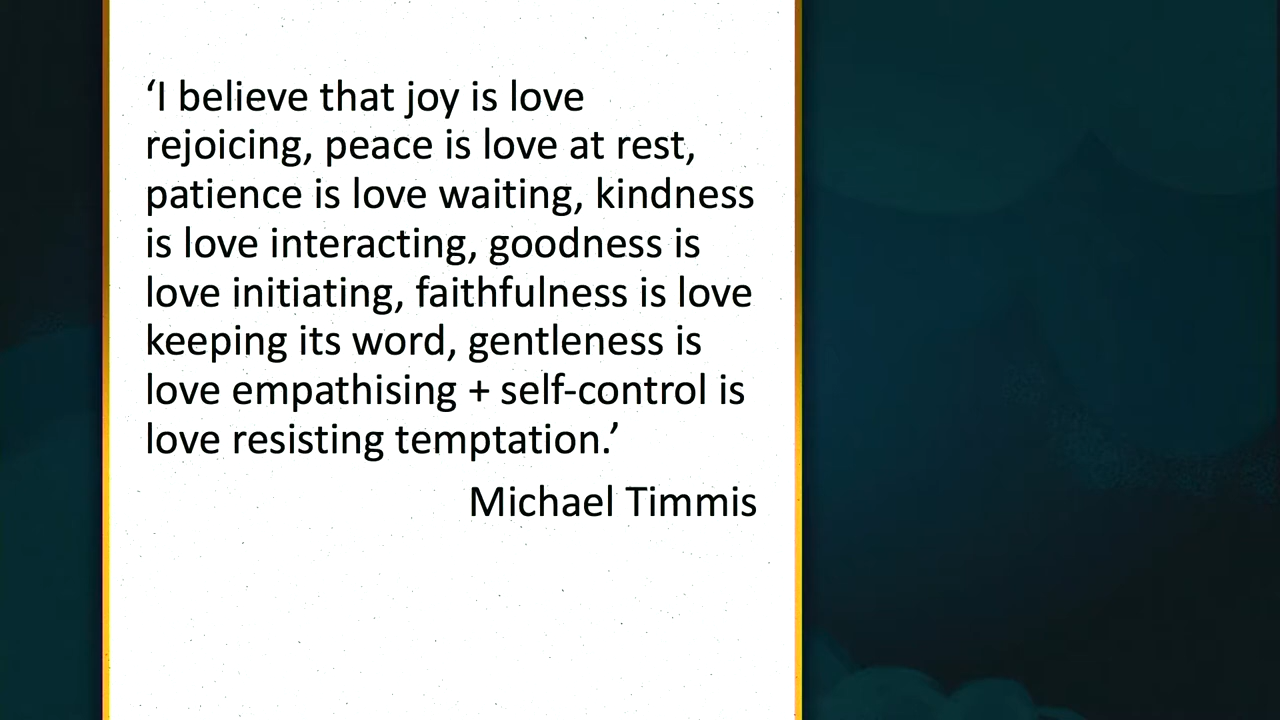 ‘I believe that joy is love
rejoicing, peace is love at rest,
patience is love waiting, kindness
is love interacting, goodness is
love initiating, faithfulness is love
keeping its word, gentleness is
love empathising + self-control is
love resisting temptation.’
Michael Timmis